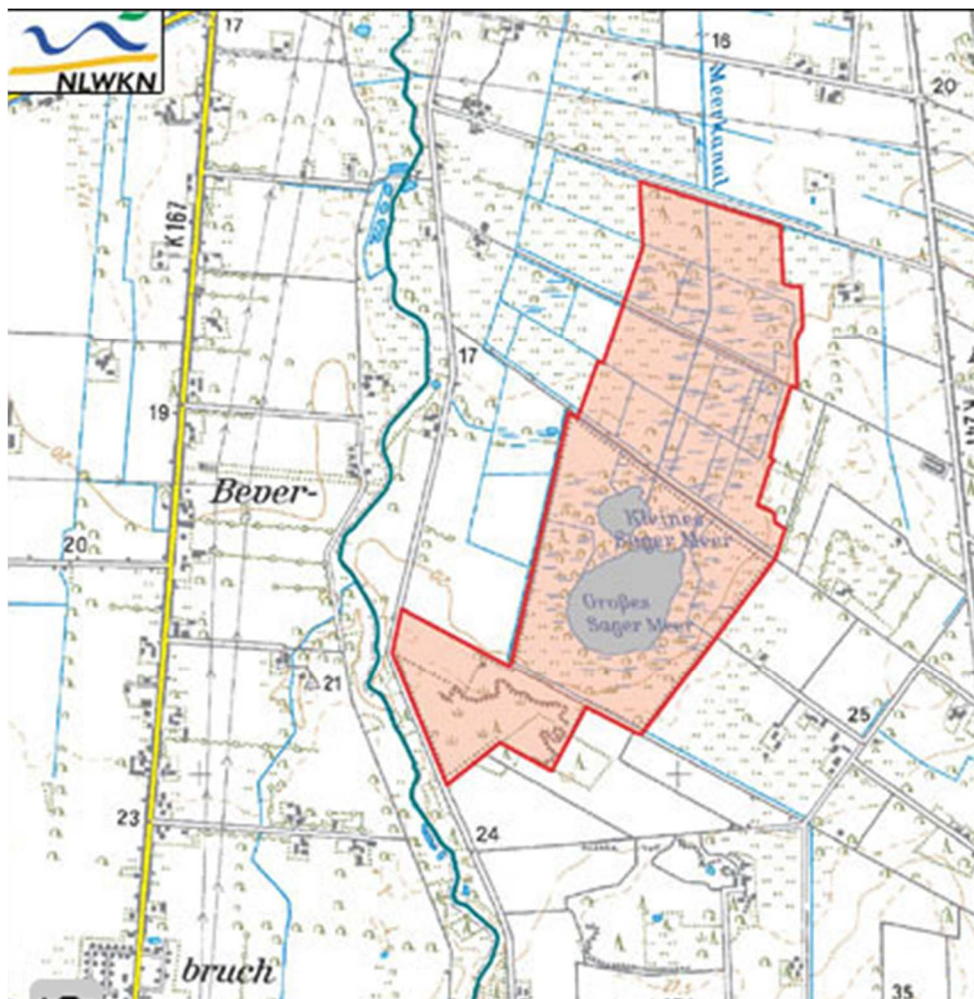 NLWKN
17
16
20
Meerkanal
K167
17
19
Bever-
20
Kleines
Sager Meer
Großes
Sager Meer
21
25
23
24
bruch
35